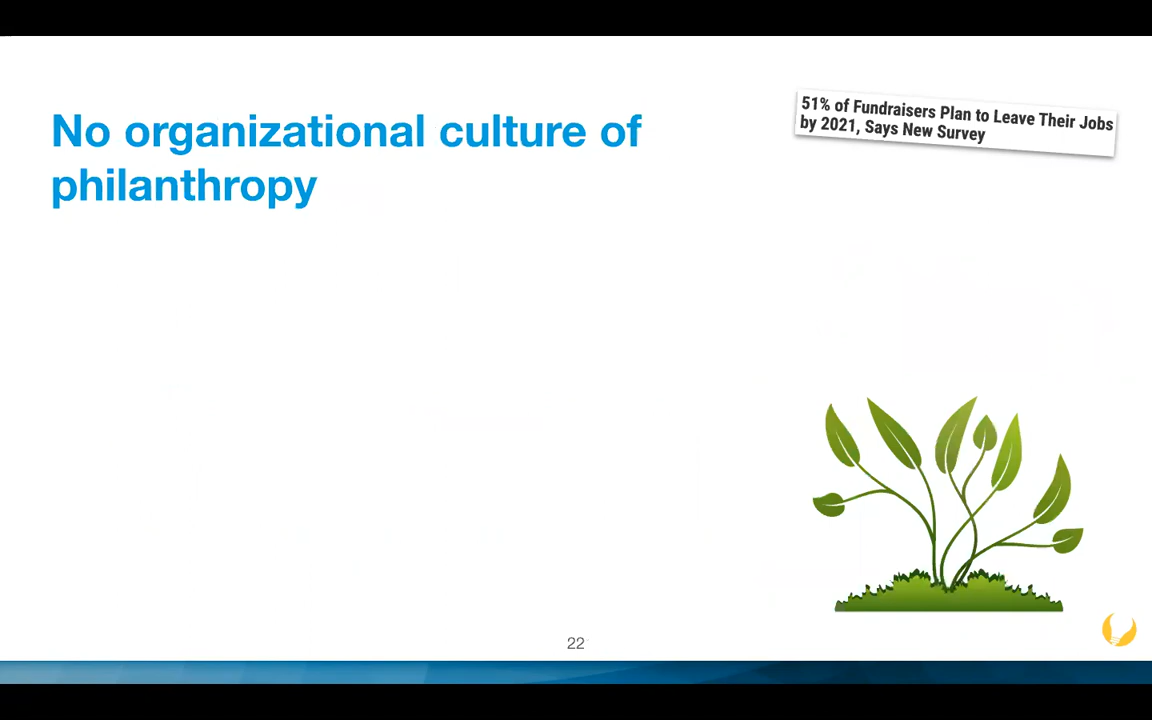 No organizational culture of
philanthropy
51% of Fundraisers Plan to Leave Their Jobs
by 2021, Says New Survey
22